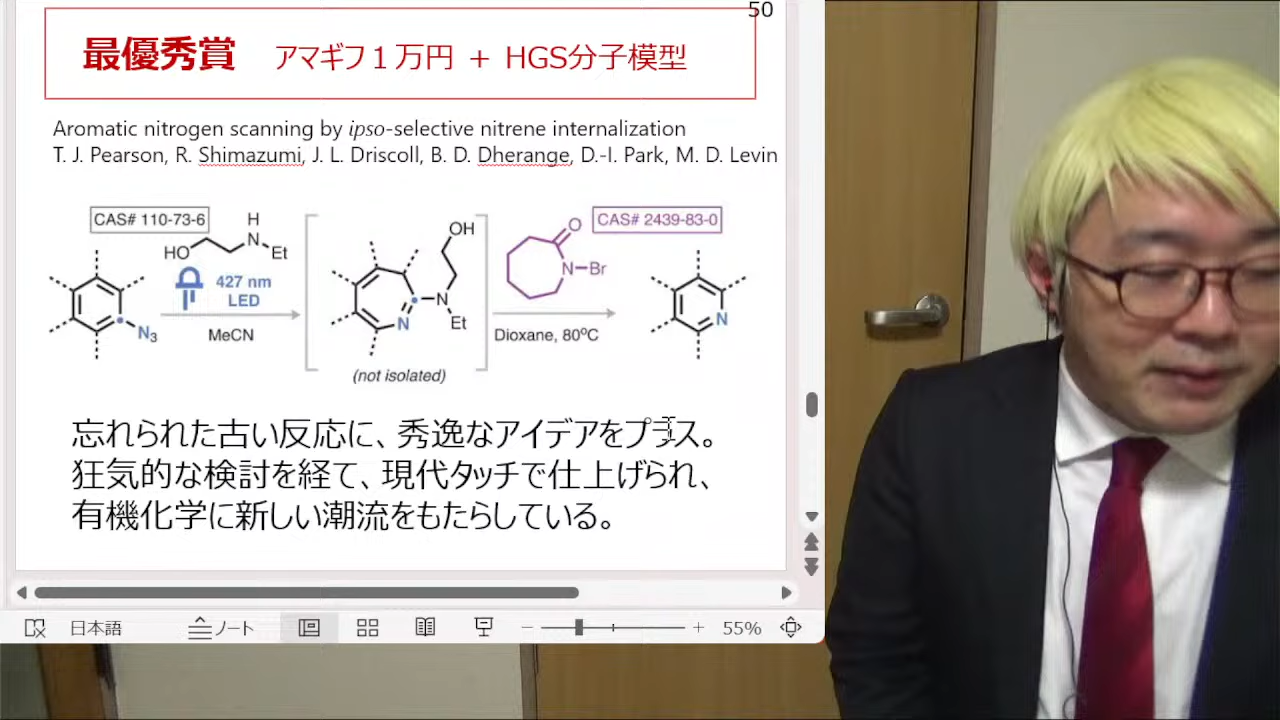 50
最優秀賞 アマギフ１万円 + HGS分子模型
Aromatic nitrogen scanning by ipso-selective nitrene internalization
T. J. Pearson, R. Shimazumi, J. L. Driscoll, B. D. Dherange, D.-I. Park, M. D. Levin
CAS# 110-73-6
H
N
HO
Et
427 nm
LED
MeCN
N3
OH
N
N
Et
(not isolated)
CAS# 2439-83-0
O
N-Br
Dioxane, 80ºC
N
忘れられた古い反応に、秀逸なアイデアをプラス。
狂気的な検討を経て、現代タッチで仕上げられ、
有機化学に新しい潮流をもたらしている。
日本語 ノート 55%